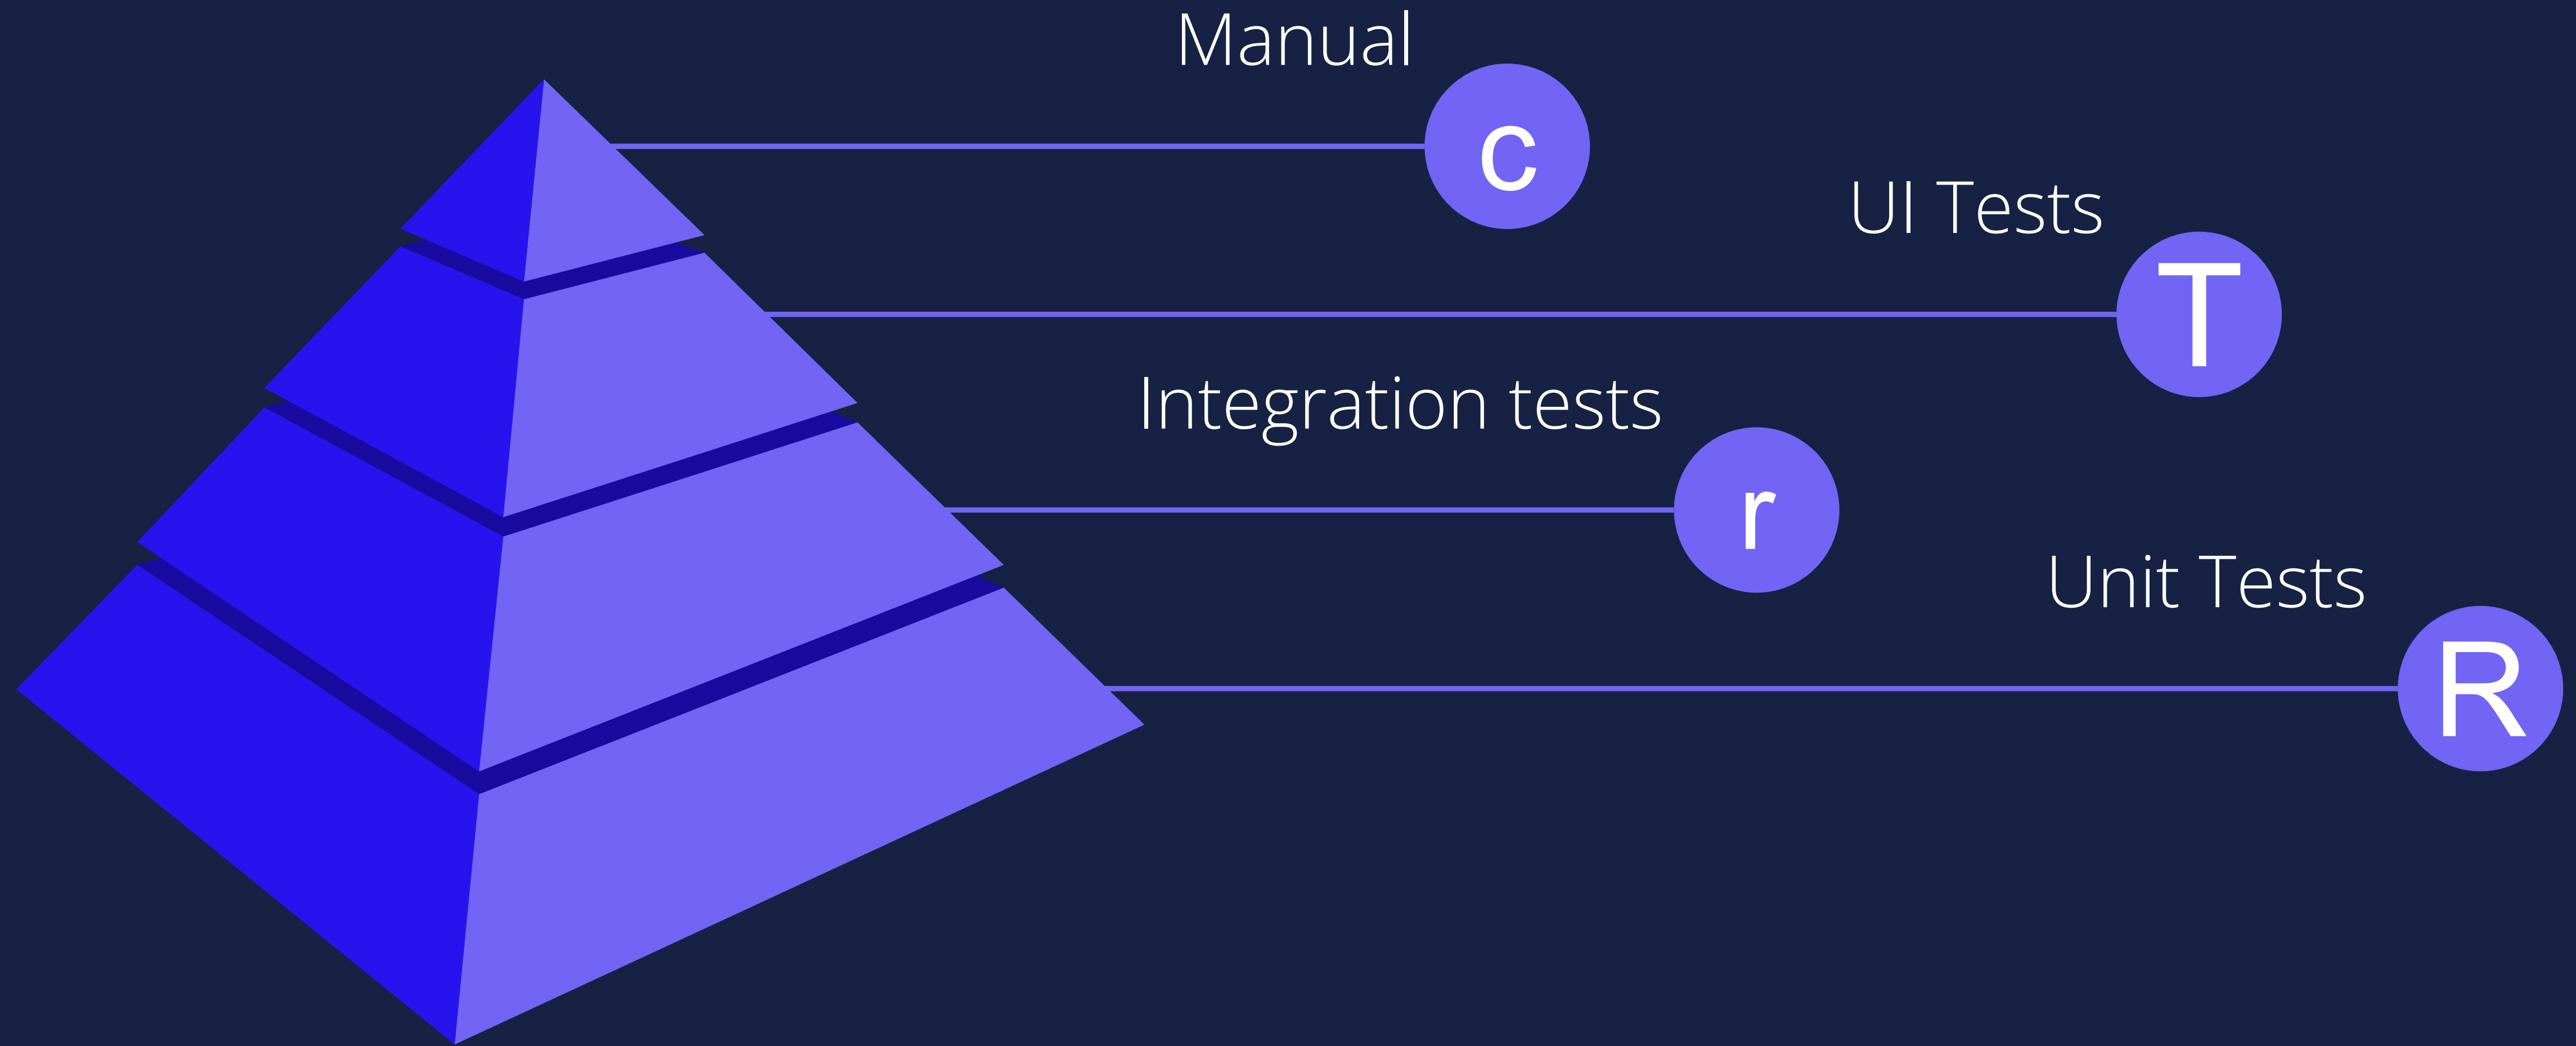 Manual
c
UI Tests
T
Integration tests
r
Unit Tests
R